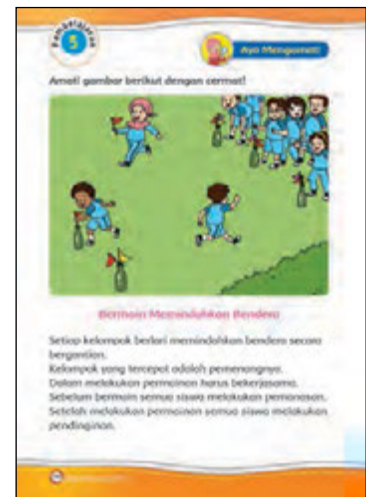 Pembelajaran
5
Ayo Mengamati
Amati gambar berikut dengan cermat!
Bermain Memindahkan Bendera
Setiap kelompok berlari memindahkan bendera secara
bergantian.
Kelompok yang tercepat adalah pemenangnya.
Dalam melakukan permainan harus bekerjasama.
Sebelum bermain semua siswa melakukan pemanasan.
Setelah melakukan permainan semua siswa melakukan
pendinginan.